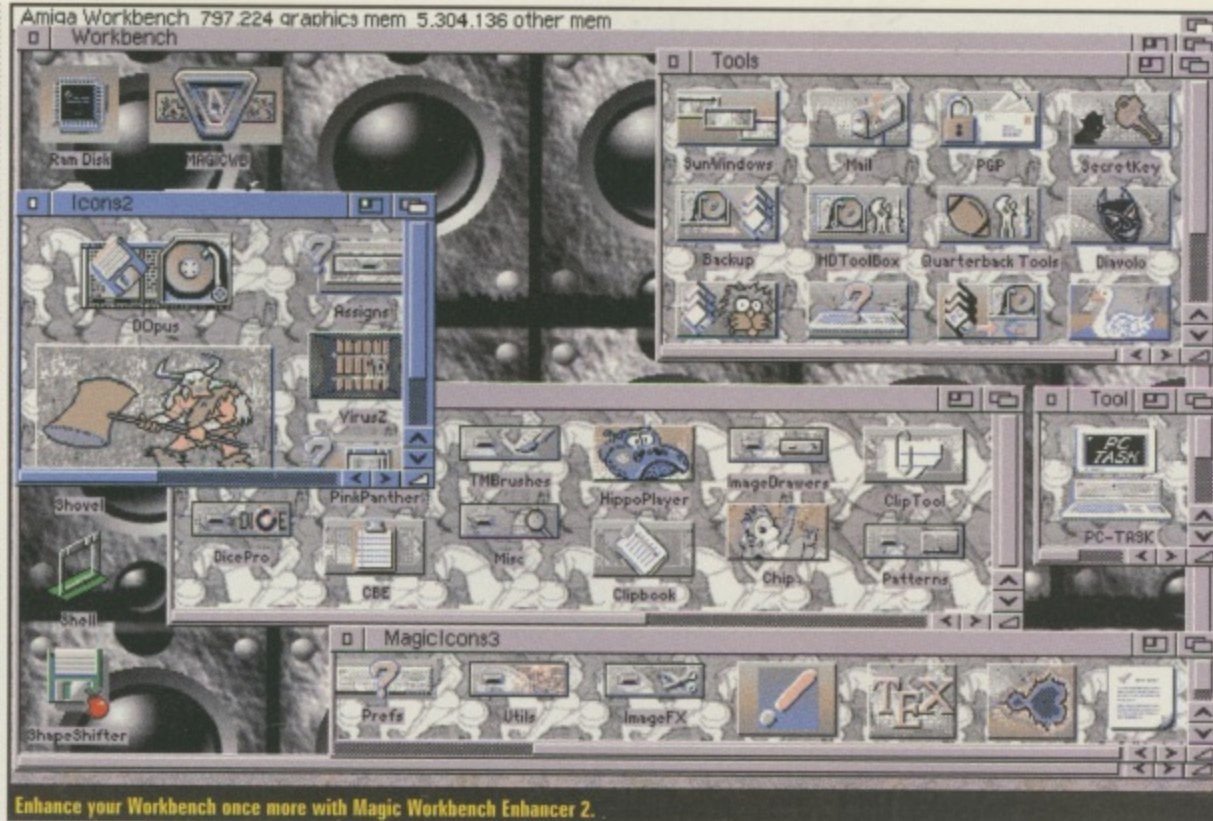 Amiga Workbench 797.224 graphics mem 5.304.136 other mem
Workbench
Ram Disk
MAGICWB
Tools
SunWindows
Mail
PGP
SecretKey
Backup
HDToolBox
Quarterback Tools
Diavolo
Icons2
DOpus
Assigns
VirusZ
Shovel
Shell
ShapeShifter
PinkPanther
TMBrushes
HippoPlayer
ImageDrawers
ClipTool
DICE
DicePro
CBE
Misc
Clipbook
Chip
Patterns
Tool
PC
TASK
PC-TASK
MagicIcons3
Prefs
Utils
ImageFX
TEX
Enhance your Workbench once more with Magic Workbench Enhancer 2.